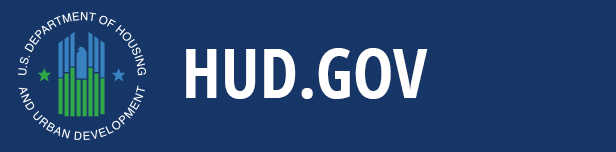 U.S. DEPARTMENT OF HOUSING
AND URBAN DEVELOPMENT
HUD.GOV